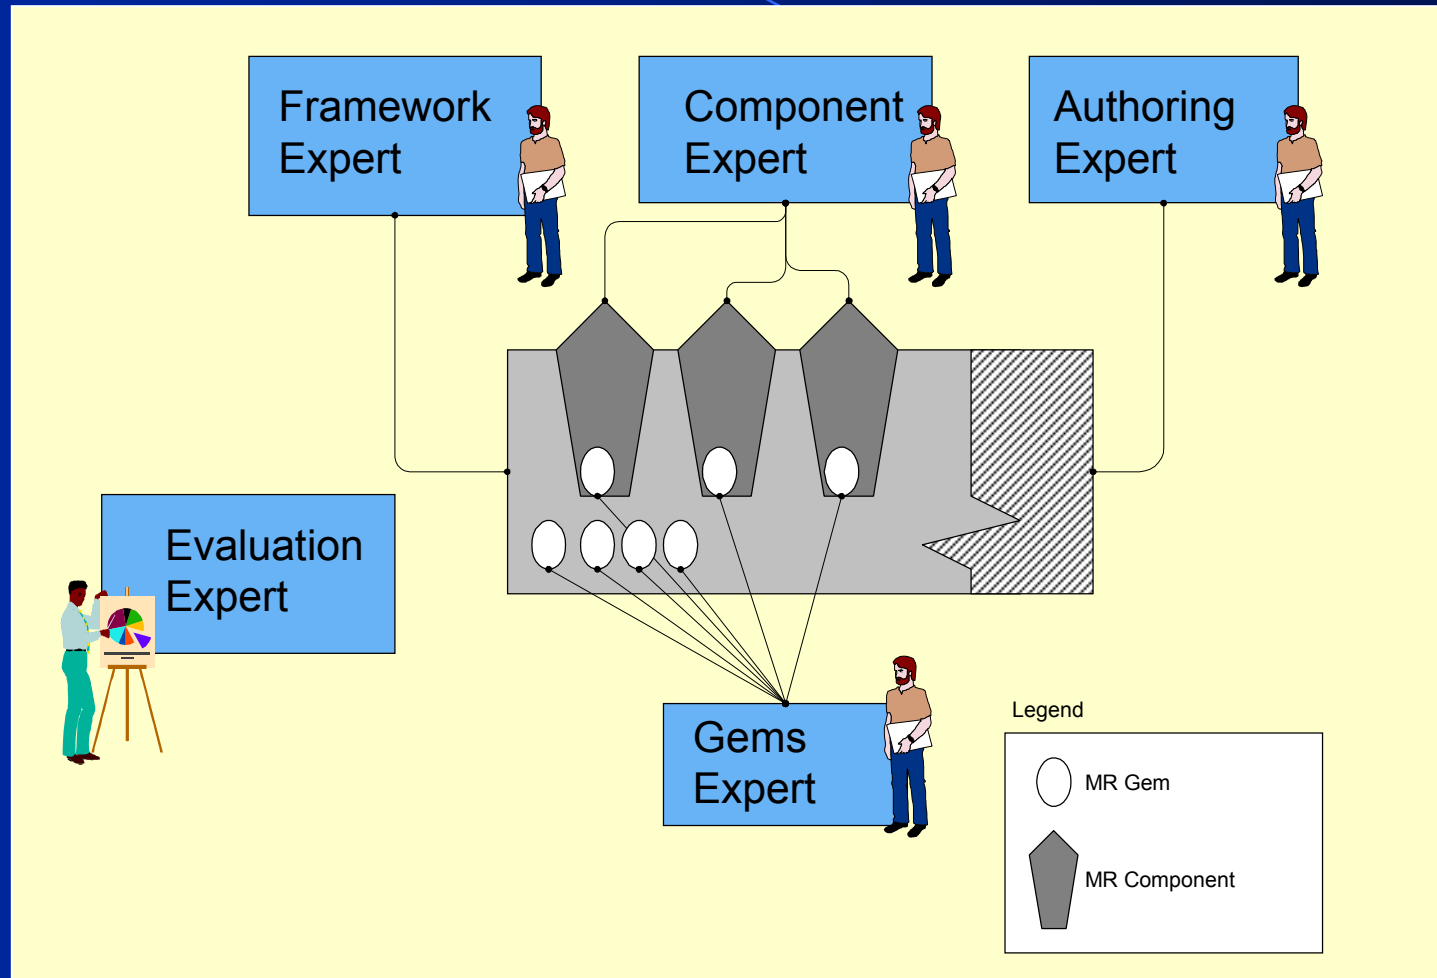 Framework
Expert
Component
Expert
Authoring
Expert
Evaluation
Expert
Gems
Expert
Legend
MR Gem
MR Component